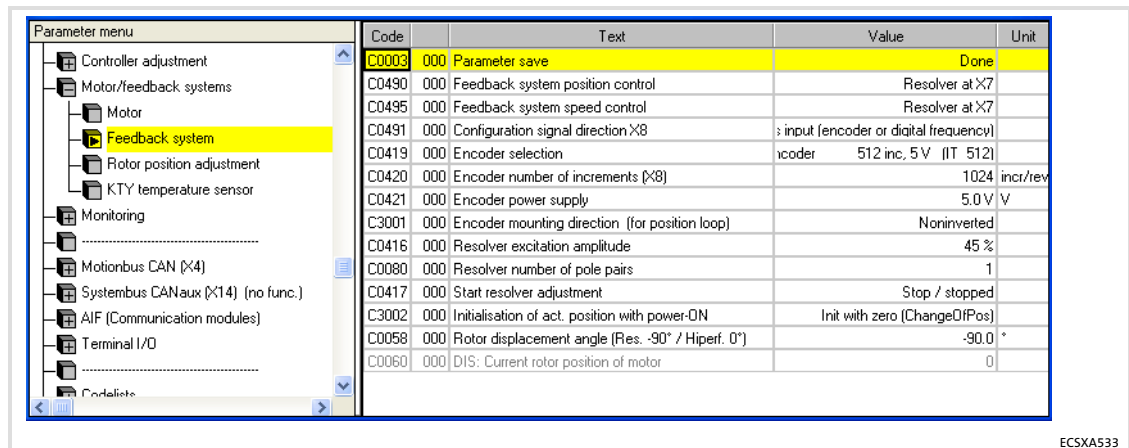 Parameter menu
Controller adjustment
Motor/feedback systems
Motor
Feedback system
Rotor position adjustment
KTY temperature sensor
Monitoring
--------------------------------------------
Motionbus CAN (X4)
Systembus CANaux (X14) (no func.)
AIF (Communication modules)
Terminal I/O
--------------------------------------------
Codelists
Code Text Value Unit
C0003 000 Parameter save Done
C0490 000 Feedback system position control Resolver at X7
C0495 000 Feedback system speed control Resolver at X7
C0491 000 Configuration signal direction X8 input (encoder or digital frequency)
C0419 000 Encoder selection ncoder 512 inc, 5 V (IT 512)
C0420 000 Encoder number of increments (X8) 1024 incr/rev
C0421 000 Encoder power supply 5.0 V V
C3001 000 Encoder mounting direction (for position loop) Noninverted
C0416 000 Resolver excitation amplitude 45 %
C0080 000 Resolver number of pole pairs 1
C0417 000 Start resolver adjustment Stop / stopped
C3002 000 Initialisation of act. position with power-ON Init with zero (ChangeOfPos)
C0058 000 Rotor displacement angle (Res. -90° / Hiperf. 0°) -90.0 °
C0060 000 DIS: Current rotor position of motor 0
ECSXA533